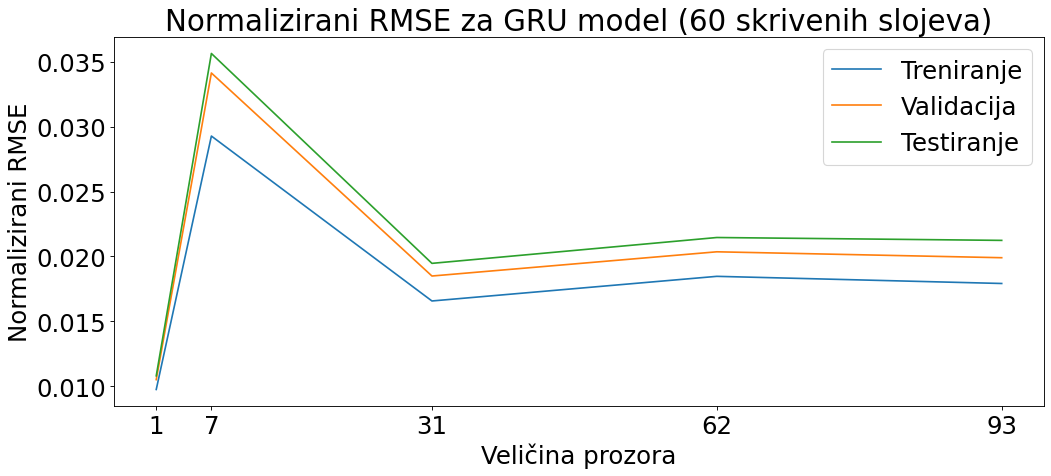 Normalizirani RMSE za GRU model (60 skrivenih slojeva)
Normalizirani RMSE
0.035
0.030
0.025
0.020
0.015
0.010
Treniranje
Validacija
Testiranje
1 7 31 62 93
Veličina prozora